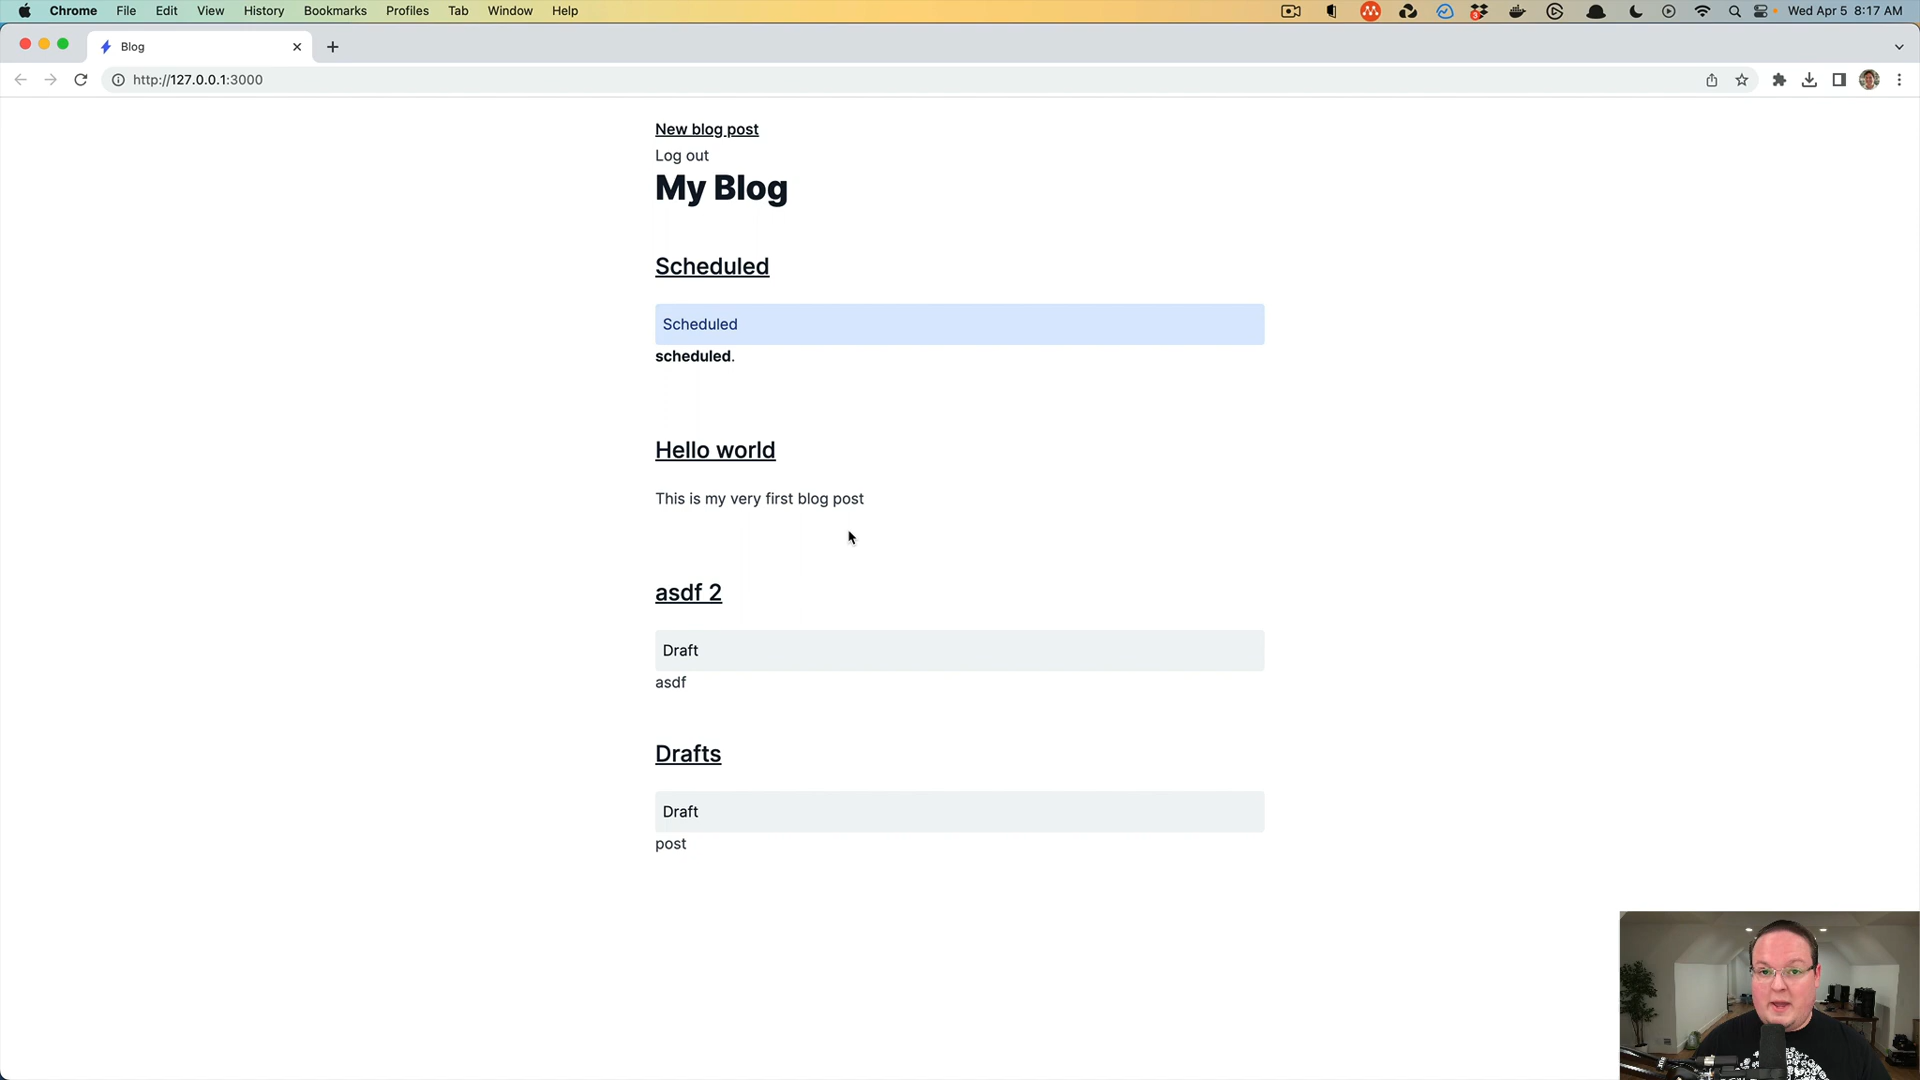 Chrome File Edit View History Bookmarks Profiles Tab Window Help
Wed Apr 5 8:17 AM
Blog
http://127.0.0.1:3000
New blog post
Log out
My Blog
Scheduled
Scheduled
scheduled.
Hello world
This is my very first blog post
asdf 2
Draft
asdf
Drafts
Draft
post